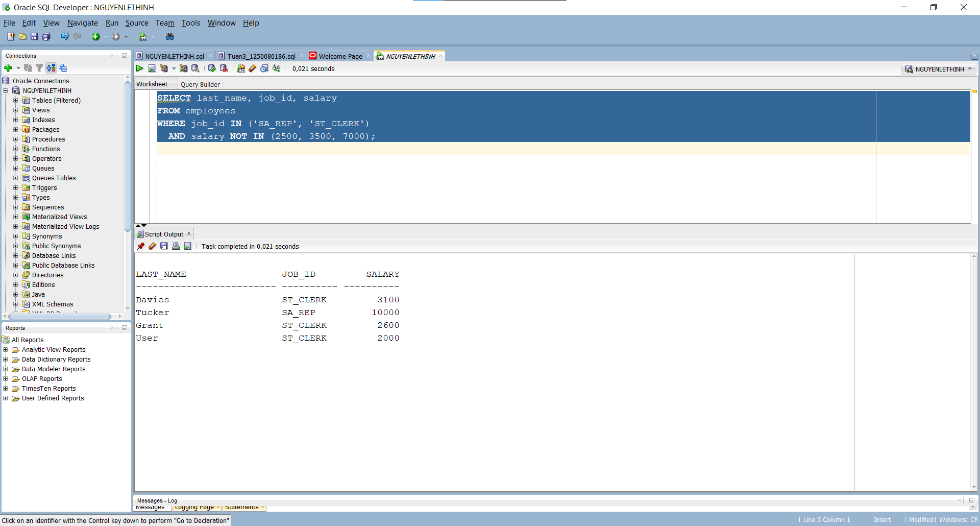 Oracle SQL Developer : NGUYENLETHINH
File Edit View Navigate Run Source Team Tools Window Help
Connections
Oracle Connections
NGUYENLETHINH
Tables (Filtered)
Views
Indexes
Packages
Procedures
Functions
Operators
Queues
Queues Tables
Triggers
Types
Sequences
Materialized Views
Materialized View Logs
Synonyms
Public Synonyms
Database Links
Public Database Links
Directories
Editions
Java
XML Schemas
Reports
All Reports
Analytic View Reports
Data Dictionary Reports
Data Modeler Reports
OLAP Reports
TimesTen Reports
User Defined Reports
NGUYENLETHINH.sql Tuan3_1250080186.sql Welcome Page NGUYENLETHINH
0,021 seconds
NGUYENLETHINH
Worksheet Query Builder
SELECT last_name, job_id, salary
FROM employees
WHERE job_id IN ('SA_REP', 'ST_CLERK')
AND salary NOT IN (2500, 3500, 7000);
Script Output
Task completed in 0,021 seconds
LAST_NAME JOB_ID SALARY
------------------------- ---------- ----------
Davies ST_CLERK 3100
Tucker SA_REP 10000
Grant ST_CLERK 2600
User ST_CLERK 2000
Messages - Log
Messages Logging Page Statements
Click on an identifier with the Control key down to perform "Go to Declaration"
Line 5 Column 1 Insert Modified Windows: CF